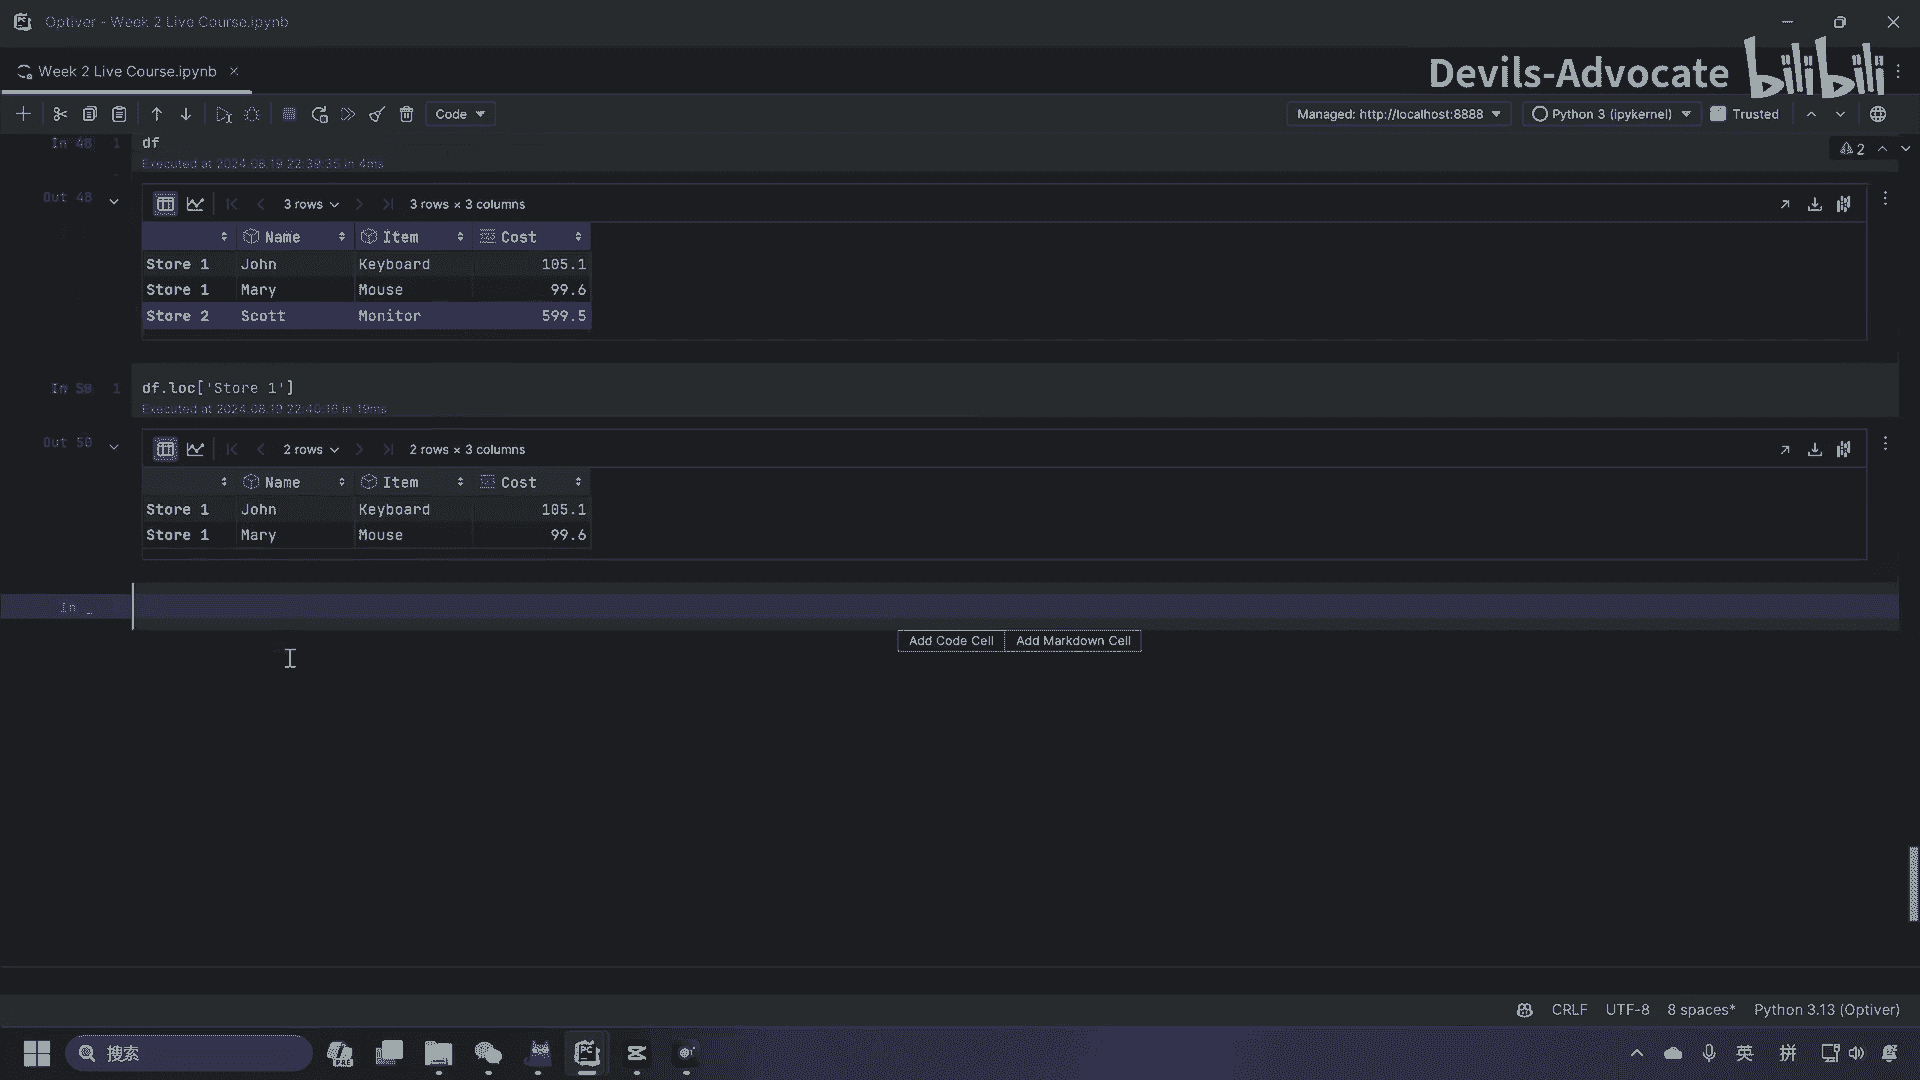 Optiver - Week 2 Live Course.ipynb
Week 2 Live Course.ipynb
Devils-Advocate bilibili
Code
Managed: http://localhost:8888
Python 3 (ipykernel)
Trusted
In 48 1 df
Executed at 2024.08.19 22:39:35 in 4ms
2
Out 48
3 rows
3 rows × 3 columns
Name Item Cost
Store 1 John Keyboard 105.1
Store 1 Mary Mouse 99.6
Store 2 Scott Monitor 599.5
In 50 1 df.loc['Store 1']
Executed at 2024.08.19 22:40:16 in 19ms
Out 50
2 rows
2 rows × 3 columns
Name Item Cost
Store 1 John Keyboard 105.1
Store 1 Mary Mouse 99.6
In _
Add Code Cell Add Markdown Cell
CRLF UTF-8 8 spaces* Python 3.13 (Optiver)
搜索
PRE
PC
英 拼